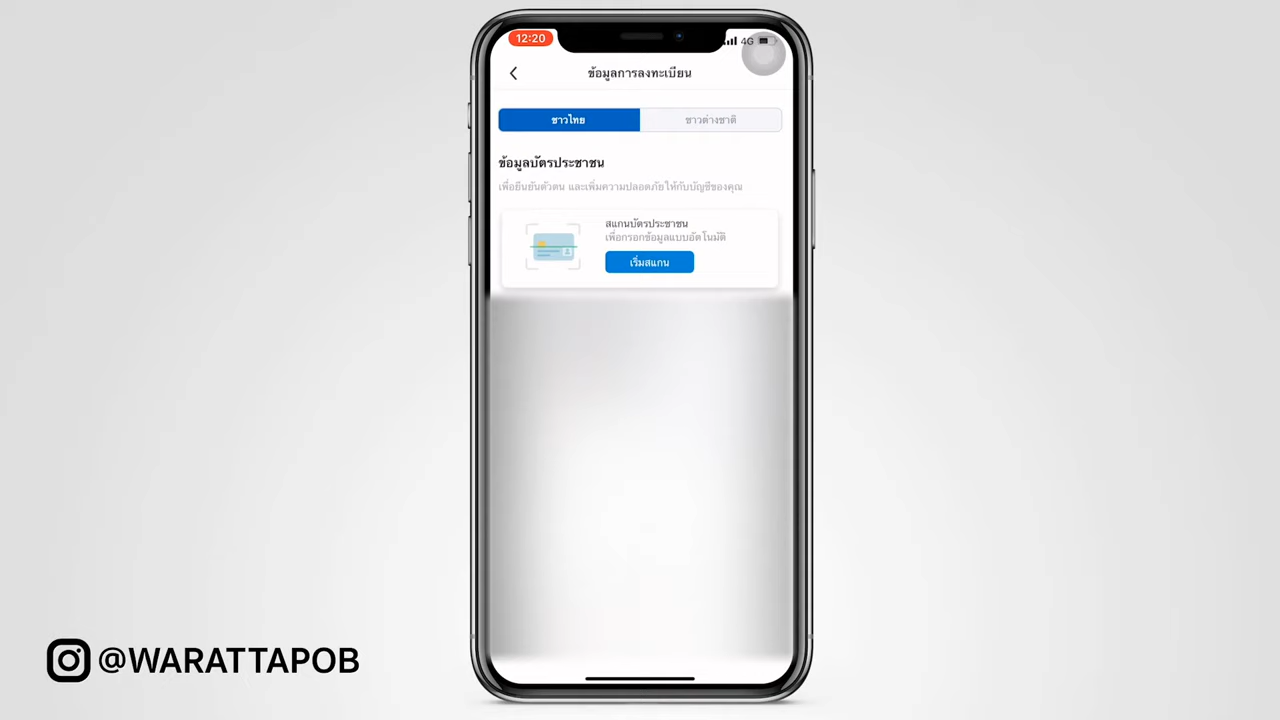 12:20
4G
ข้อมูลการลงทะเบียน
ชาวไทย
ชาวต่างชาติ
ข้อมูลบัตรประชาชน
เพื่อยืนยันตัวตน และเพิ่มความปลอดภัยให้กับบัญชีของคุณ
สแกนบัตรประชาชน
เพื่อกรอกข้อมูลแบบอัตโนมัติ
เริ่มสแกน
@WARATTAPOB